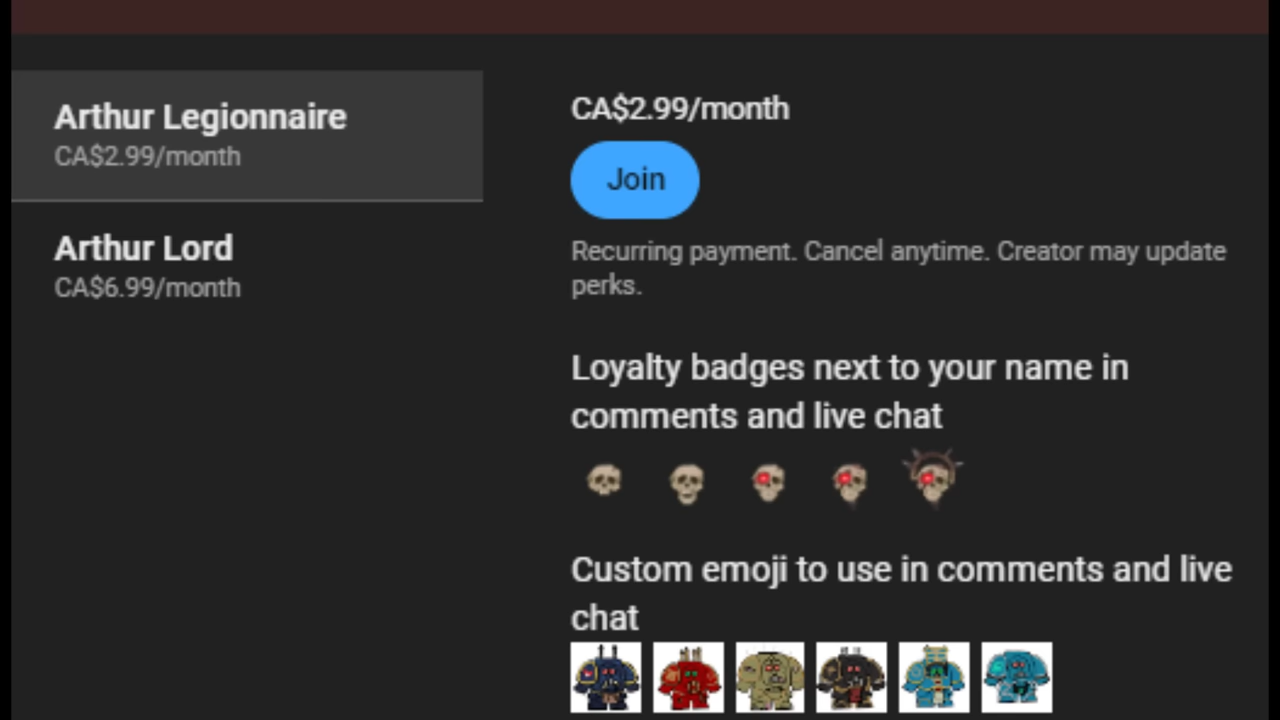 Arthur Legionnaire
CA$2.99/month
Arthur Lord
CA$6.99/month
CA$2.99/month
Join
Recurring payment. Cancel anytime. Creator may update
perks.
Loyalty badges next to your name in
comments and live chat
Custom emoji to use in comments and live
chat